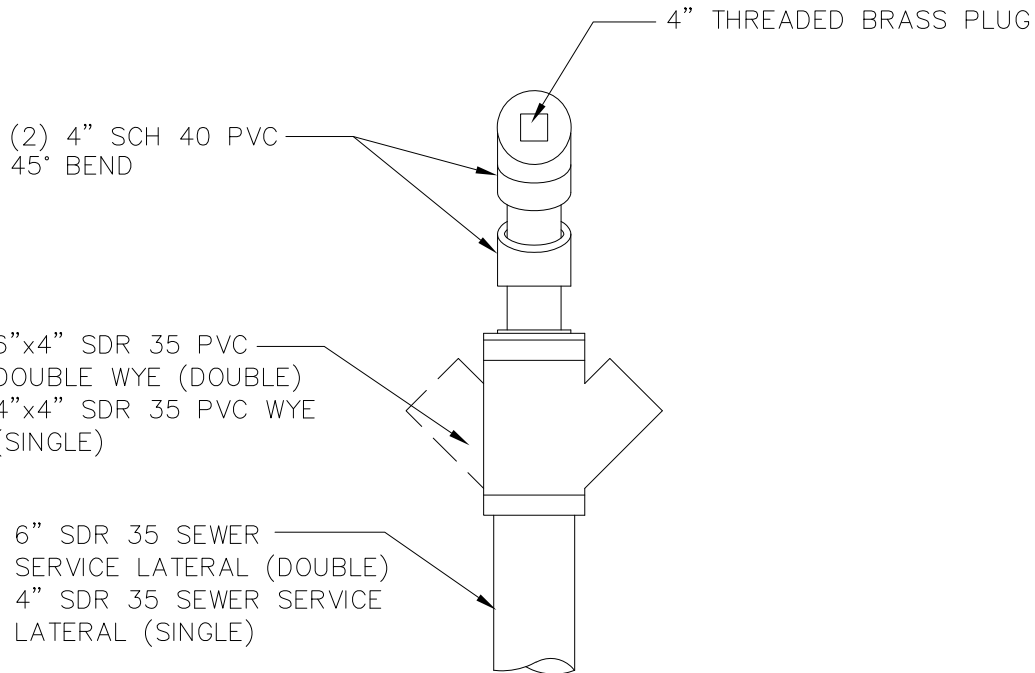 4" THREADED BRASS PLUG
(2) 4" SCH 40 PVC
45° BEND
6"x4" SDR 35 PVC
DOUBLE WYE (DOUBLE)
4"x4" SDR 35 PVC WYE
(SINGLE)
6" SDR 35 SEWER
SERVICE LATERAL (DOUBLE)
4" SDR 35 SEWER SERVICE
LATERAL (SINGLE)